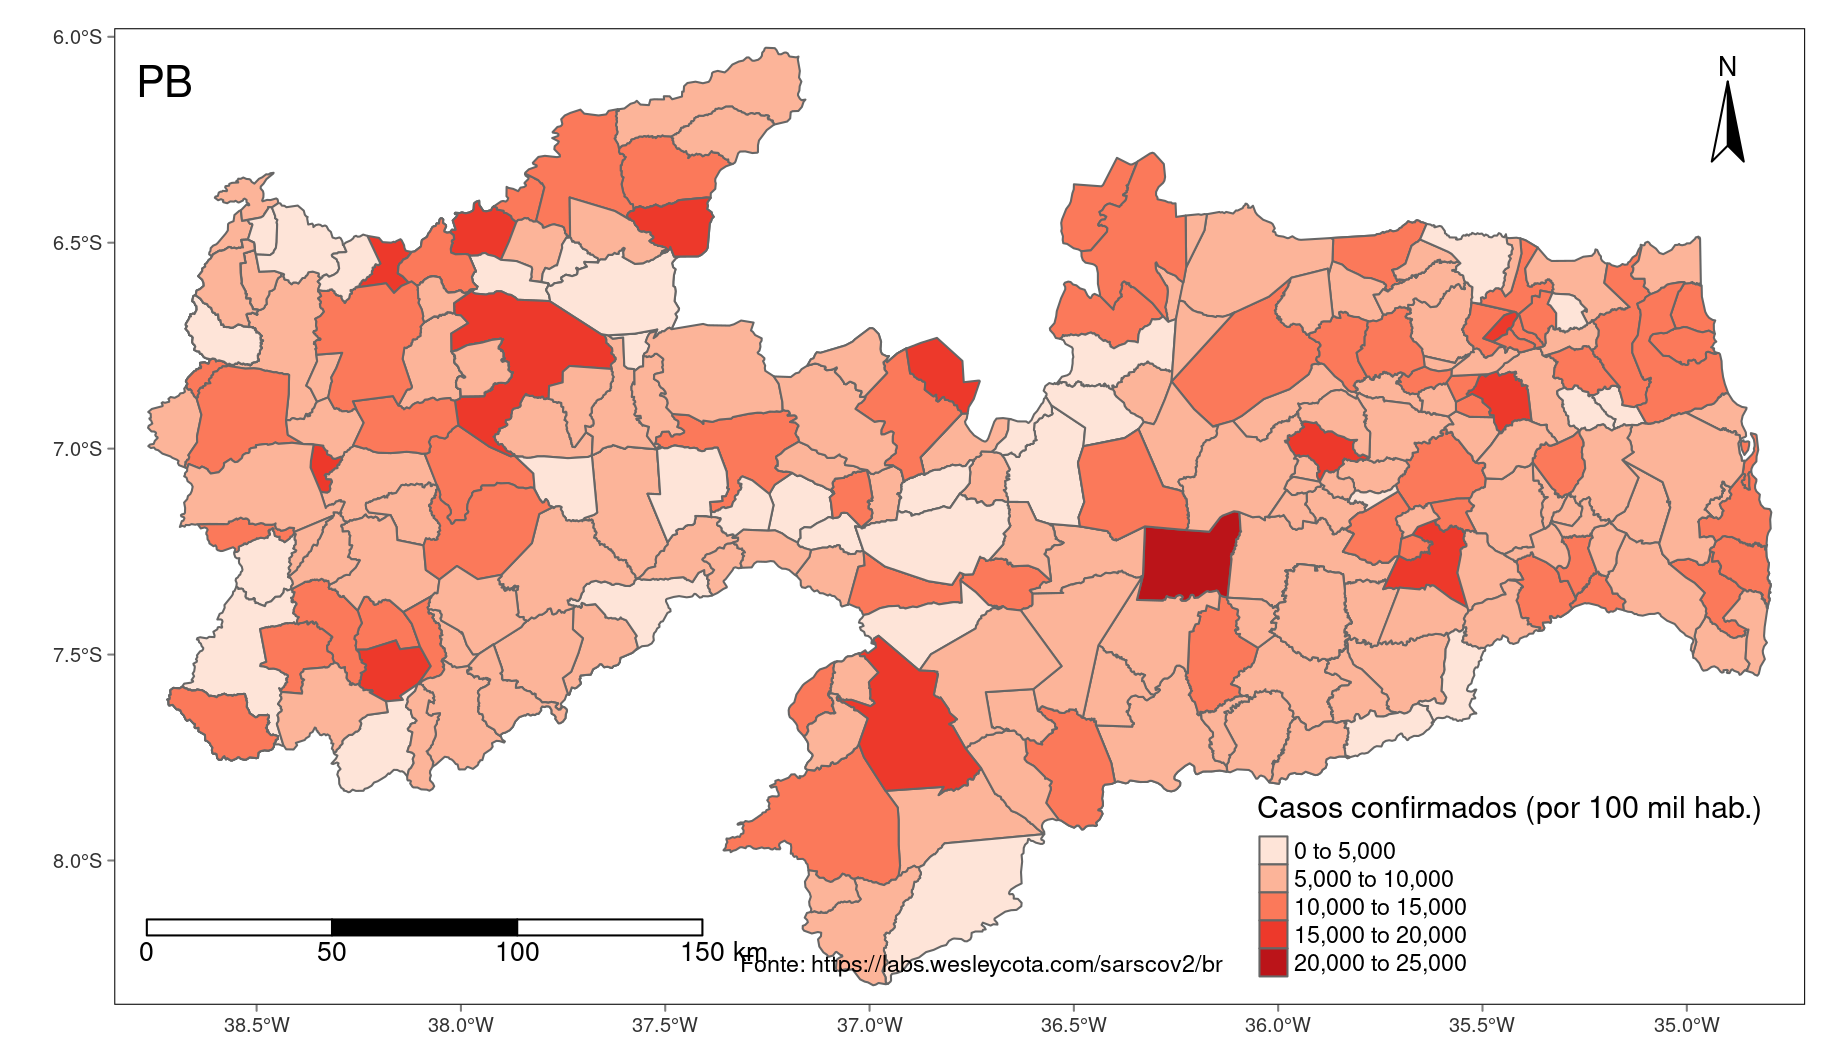 PB
N
6.0°S
6.5°S
7.0°S
7.5°S
8.0°S
Casos confirmados (por 100 mil hab.)
0 to 5,000
5,000 to 10,000
10,000 to 15,000
15,000 to 20,000
20,000 to 25,000
0 50 100 150 km
Fonte: https://labs.wesleycota.com/sarscov2/br
38.5°W 38.0°W 37.5°W 37.0°W 36.5°W 36.0°W 35.5°W 35.0°W